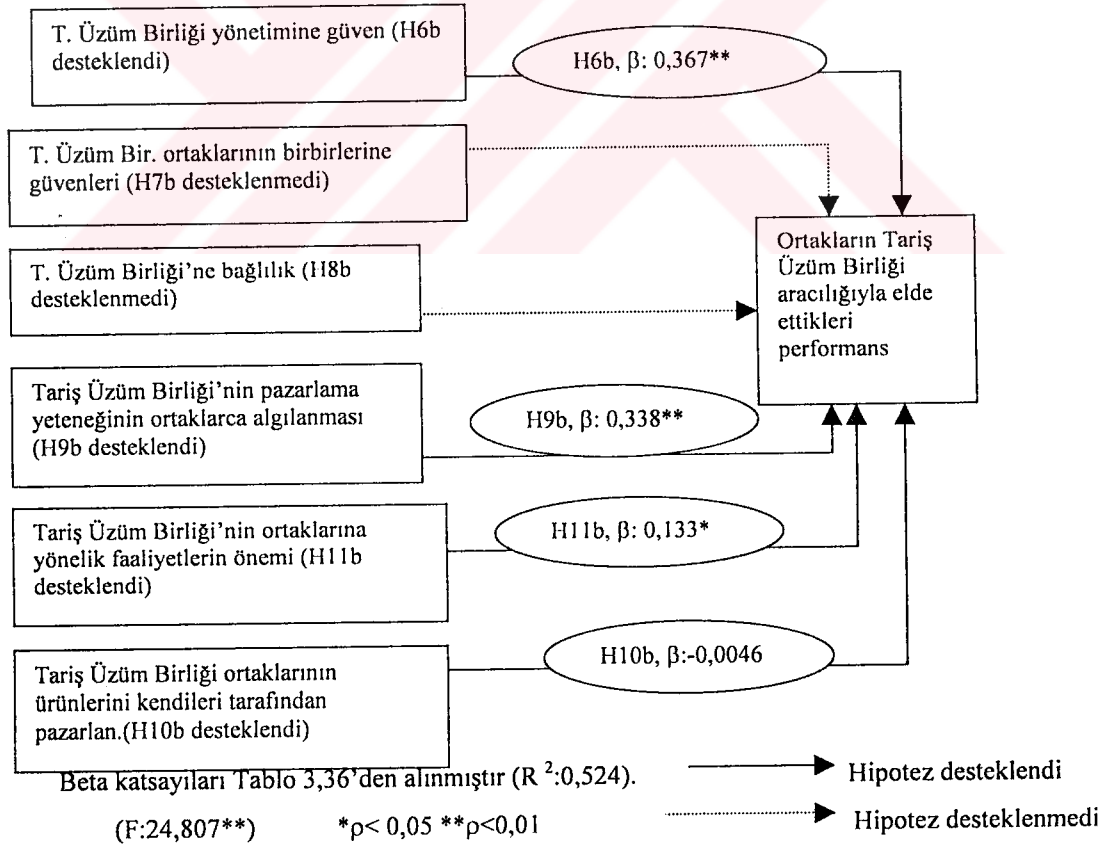 T. Üzüm Birliği yönetimine güven (H6b
desteklendi)
H6b, β: 0,367**
T. Üzüm Bir. ortaklarının birbirlerine
güvenleri (H7b desteklenmedi)
T. Üzüm Birliği'ne bağlılık (H8b
desteklenmedi)
Ortakların Tariş
Üzüm Birliği
aracılığıyla elde
ettikleri
performans
Tariş Üzüm Birliği'nin pazarlama
yeteneğinin ortaklarca algılanması
(H9b desteklendi)
H9b, β: 0,338**
Tariş Üzüm Birliği'nin ortaklarına
yönelik faaliyetlerin önemi (H11b
desteklendi)
H11b, β: 0,133*
Tariş Üzüm Birliği ortaklarının
ürünlerini kendileri tarafından
pazarlan.(H10b desteklendi)
H10b, β:-0,0046
Beta katsayıları Tablo 3,36'den alınmıştır (R ²:0,524).
Hipotez desteklendi
(F:24,807**) *ρ< 0,05 **ρ<0,01
Hipotez desteklenmedi